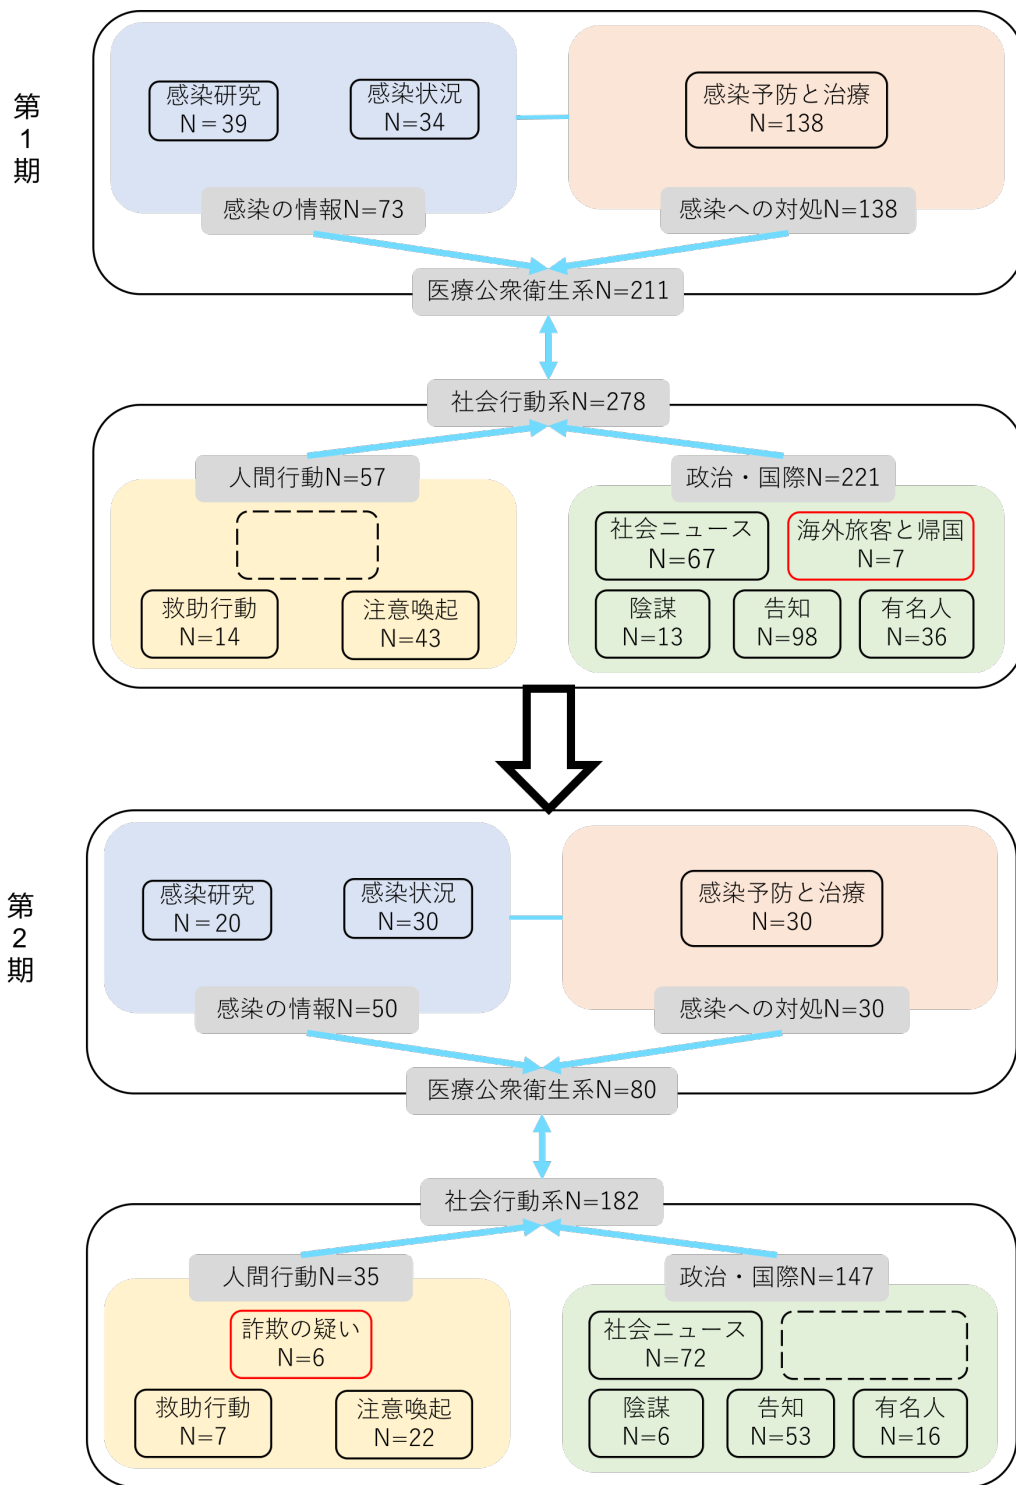 第
1
期
感染研究
N＝39
感染状況
N=34
感染予防と治療
N=138
感染の情報N=73
感染への対処N=138
医療公衆衛生系N=211
社会行動系N=278
人間行動N=57
政治・国際N=221
社会ニュース
N=67
海外旅客と帰国
N=7
救助行動
N=14
注意喚起
N=43
陰謀
N=13
告知
N=98
有名人
N=36
第
2
期
感染研究
N＝20
感染状況
N=30
感染予防と治療
N=30
感染の情報N=50
感染への対処N=30
医療公衆衛生系N=80
社会行動系N=182
人間行動N=35
政治・国際N=147
詐欺の疑い
N=6
社会ニュース
N=72
救助行動
N=7
注意喚起
N=22
陰謀
N=6
告知
N=53
有名人
N=16